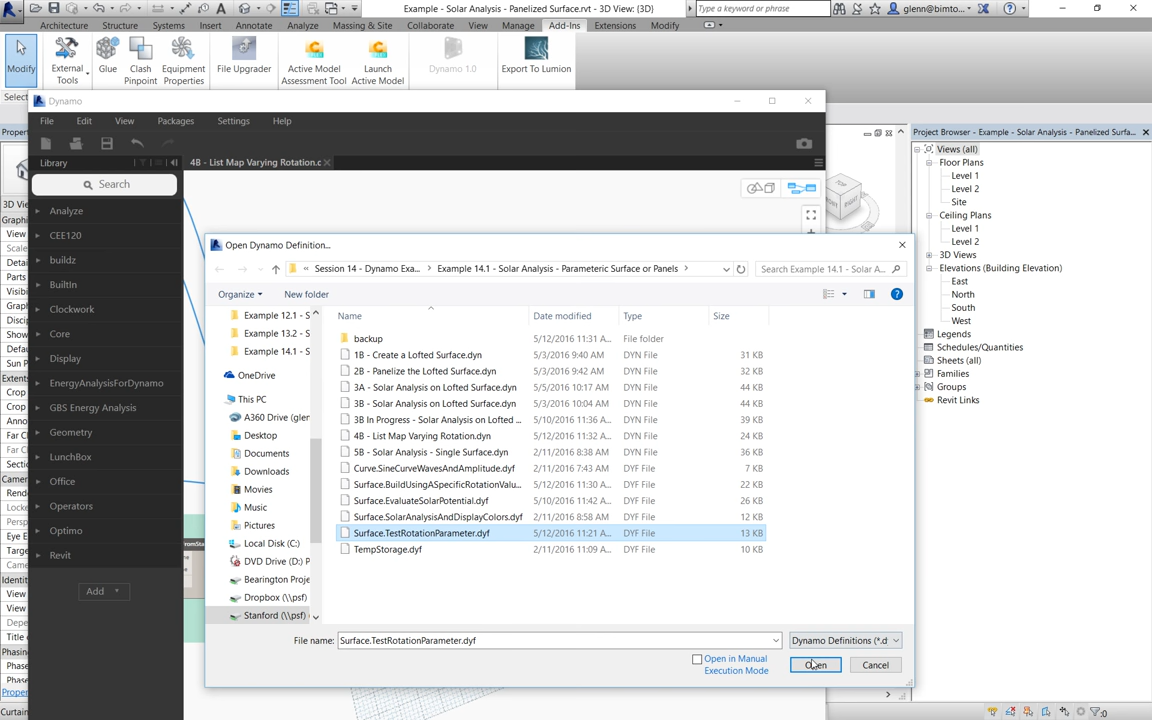 Example - Solar Analysis - Panelized Surface.rvt - 3D View: {3D}
Type a keyword or phrase
glenn@bimto...
Architecture Structure Systems Insert Annotate Analyze Massing & Site Collaborate View Manage Add-Ins Extensions Modify
Modify
External Tools
Glue
Clash Pinpoint
Equipment Properties
File Upgrader
Active Model Assessment Tool
Launch Active Model
Dynamo 1.0
Export To Lumion
Select
Dynamo
File Edit View Packages Settings Help
Library
4B - List Map Varying Rotation.c
Search
Analyze
CEE120
buildz
BuiltIn
Clockwork
Core
Display
EnergyAnalysisForDynamo
GBS Energy Analysis
Geometry
LunchBox
Office
Operators
Optimo
Revit
Add
Open Dynamo Definition...
« Session 14 - Dynamo Exa... Example 14.1 - Solar Analysis - Parameteric Surface or Panels
Search Example 14.1 - Solar A...
Organize New folder
Example 12.1 - S
Example 13.2 - S
Example 14.1 - S
OneDrive
This PC
A360 Drive (gler
Desktop
Documents
Downloads
Movies
Music
Pictures
Local Disk (C:)
DVD Drive (D:) P
Bearington Proje
Dropbox (\\psf)
Stanford (\\psf)
Name Date modified Type Size
backup 5/12/2016 11:31 A... File folder
1B - Create a Lofted Surface.dyn 5/3/2016 9:40 AM DYN File 31 KB
2B - Panelize the Lofted Surface.dyn 5/3/2016 9:42 AM DYN File 32 KB
3A - Solar Analysis on Lofted Surface.dyn 5/5/2016 10:17 AM DYN File 44 KB
3B - Solar Analysis on Lofted Surface.dyn 5/3/2016 10:04 AM DYN File 44 KB
3B In Progress - Solar Analysis on Lofted ... 5/10/2016 11:36 A... DYN File 39 KB
4B - List Map Varying Rotation.dyn 5/12/2016 11:32 A... DYN File 24 KB
5B - Solar Analysis - Single Surface.dyn 2/11/2016 8:38 AM DYN File 36 KB
Curve.SineCurveWavesAndAmplitude.dyf 2/11/2016 7:43 AM DYF File 7 KB
Surface.BuildUsingASpecificRotationValu... 5/12/2016 11:30 A... DYF File 22 KB
Surface.EvaluateSolarPotential.dyf 5/10/2016 11:42 A... DYF File 26 KB
Surface.SolarAnalysisAndDisplayColors.dyf 2/11/2016 8:58 AM DYF File 12 KB
Surface.TestRotationParameter.dyf 5/12/2016 11:21 A... DYF File 13 KB
TempStorage.dyf 2/11/2016 11:09 A... DYF File 10 KB
File name: Surface.TestRotationParameter.dyf
Dynamo Definitions (*.d
Open in Manual
Execution Mode
Open Cancel
Project Browser - Example - Solar Analysis - Panelized Surfa...
Views (all)
Floor Plans
Level 1
Level 2
Site
Ceiling Plans
Level 1
Level 2
3D Views
Elevations (Building Elevation)
East
North
South
West
Legends
Schedules/Quantities
Sheets (all)
Families
Groups
Revit Links
TOP
FRONT
:0